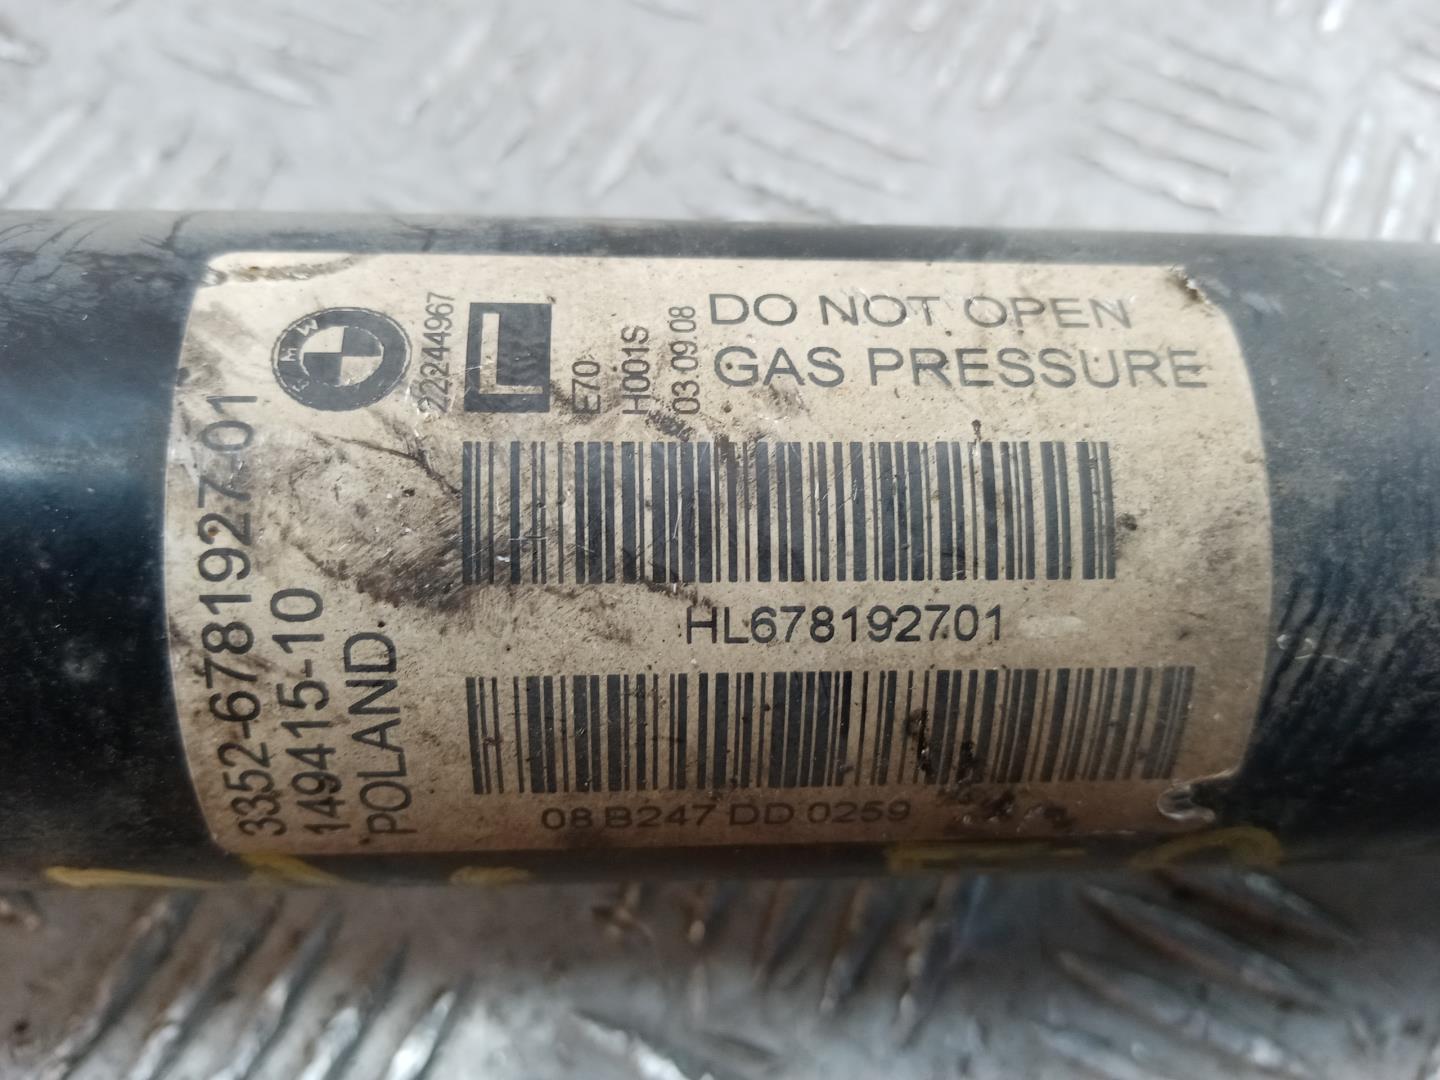 BMW
22244967
L
E70
H001S
03.09.08
DO NOT OPEN
GAS PRESSURE
3352-6781927-01
149415-10
POLAND
HL678192701
08 B247 DD 0259